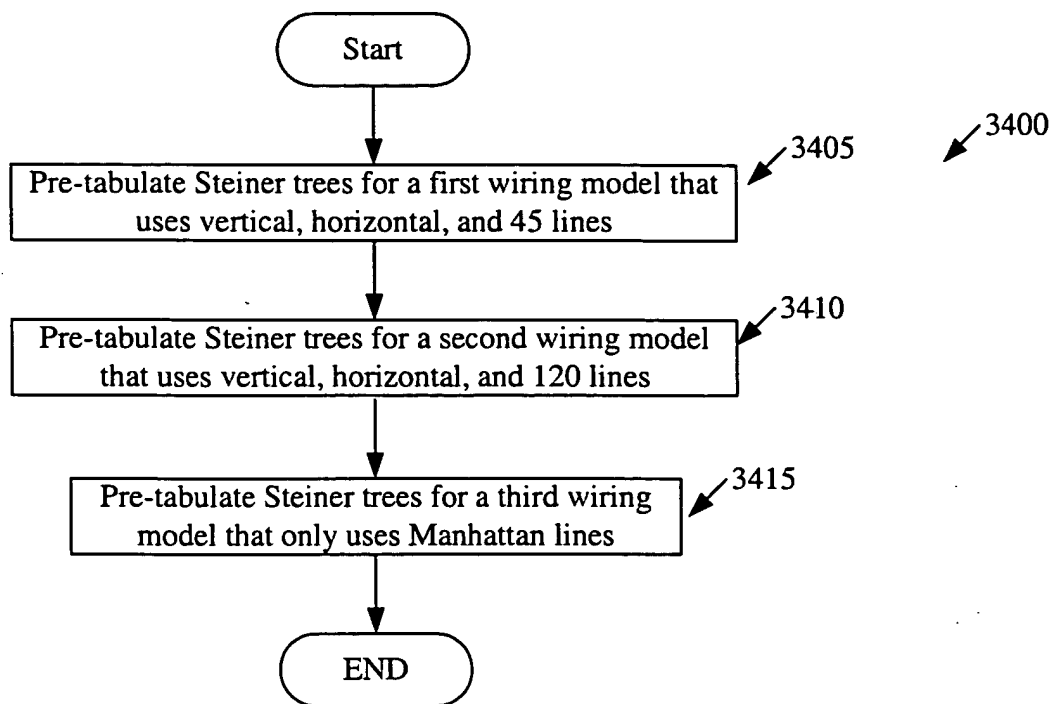 Start
3400
3405
Pre-tabulate Steiner trees for a first wiring model that
uses vertical, horizontal, and 45 lines
3410
Pre-tabulate Steiner trees for a second wiring model
that uses vertical, horizontal, and 120 lines
3415
Pre-tabulate Steiner trees for a third wiring
model that only uses Manhattan lines
END